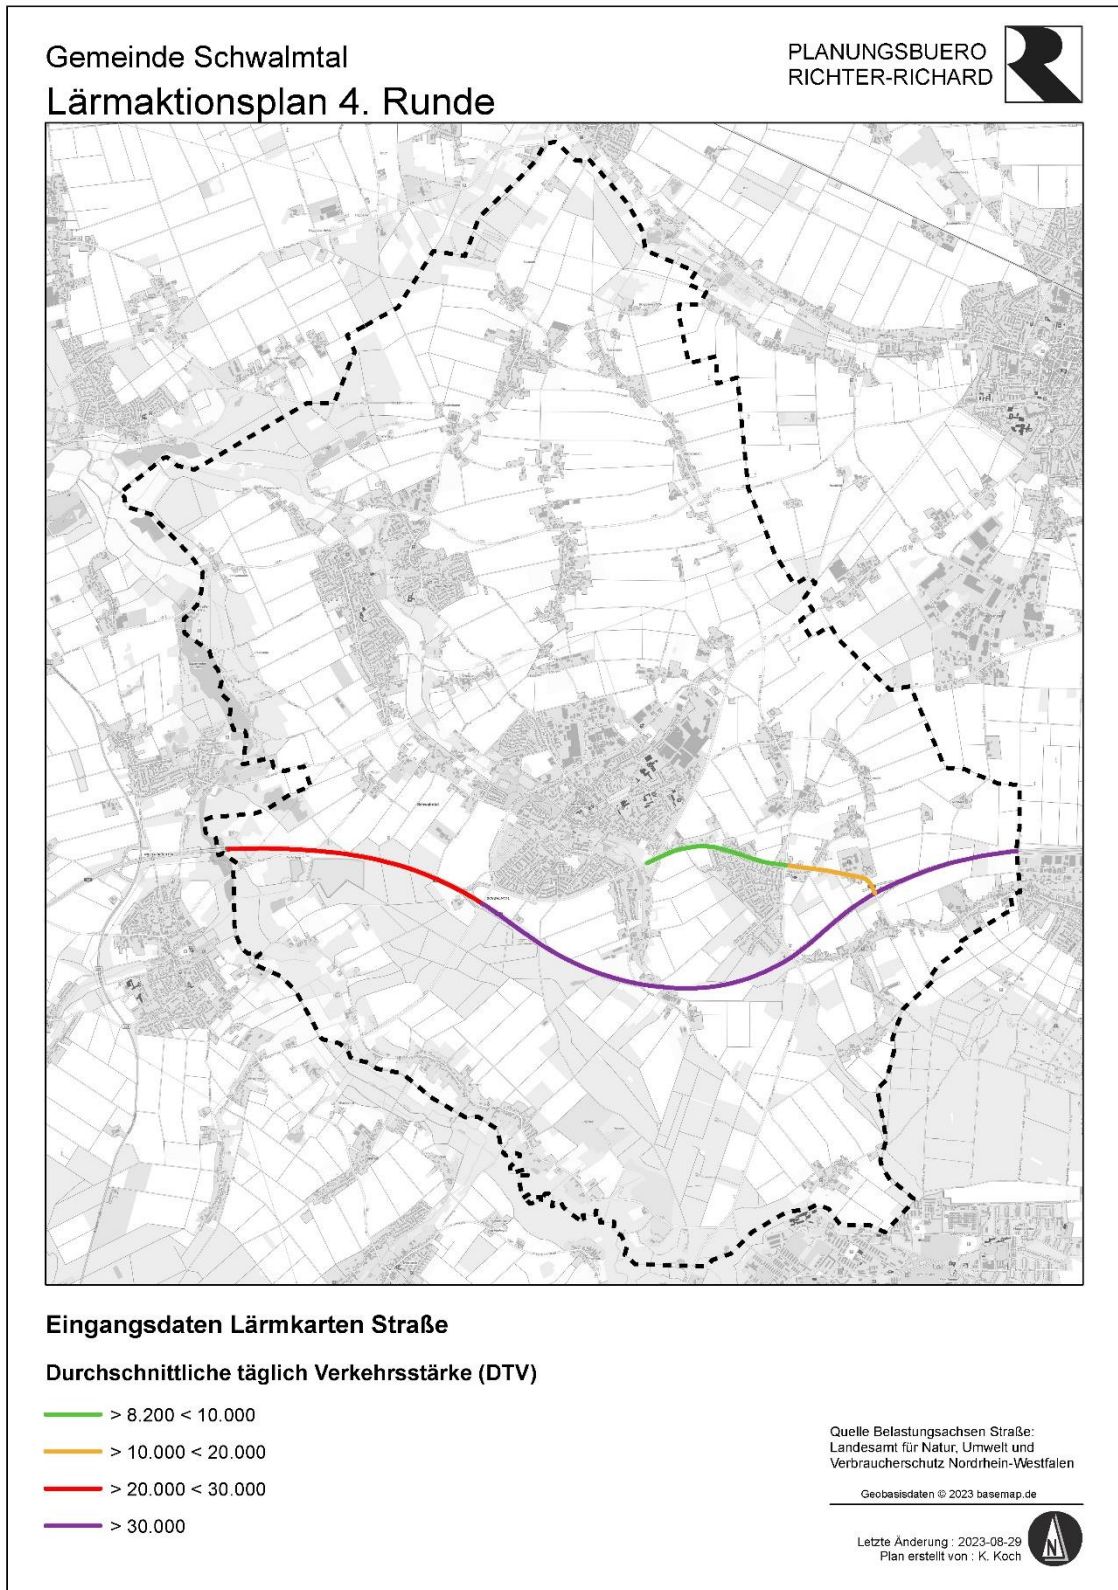 Gemeinde Schwalmtal
Lärmaktionsplan 4. Runde
PLANUNGSBUERO
RICHTER-RICHARD
Eingangsdaten Lärmkarten Straße
Durchschnittliche täglich Verkehrsstärke (DTV)
> 8.200 < 10.000
> 10.000 < 20.000
> 20.000 < 30.000
> 30.000
Quelle Belastungsachsen Straße:
Landesamt für Natur, Umwelt und
Verbraucherschutz Nordrhein-Westfalen
Geobasisdaten © 2023 basemap.de
Letzte Änderung : 2023-08-29
Plan erstellt von : K. Koch
N